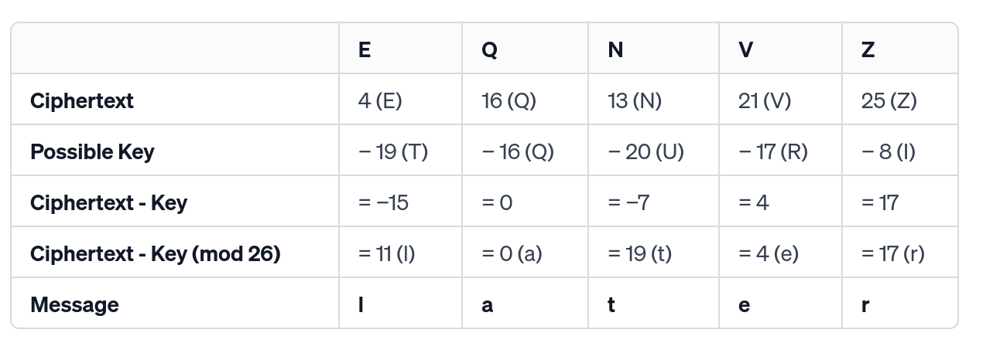 E Q N V Z
Ciphertext 4 (E) 16 (Q) 13 (N) 21 (V) 25 (Z)
Possible Key − 19 (T) − 16 (Q) − 20 (U) − 17 (R) − 8 (I)
Ciphertext - Key = −15 = 0 = −7 = 4 = 17
Ciphertext - Key (mod 26) = 11 (l) = 0 (a) = 19 (t) = 4 (e) = 17 (r)
Message l a t e r